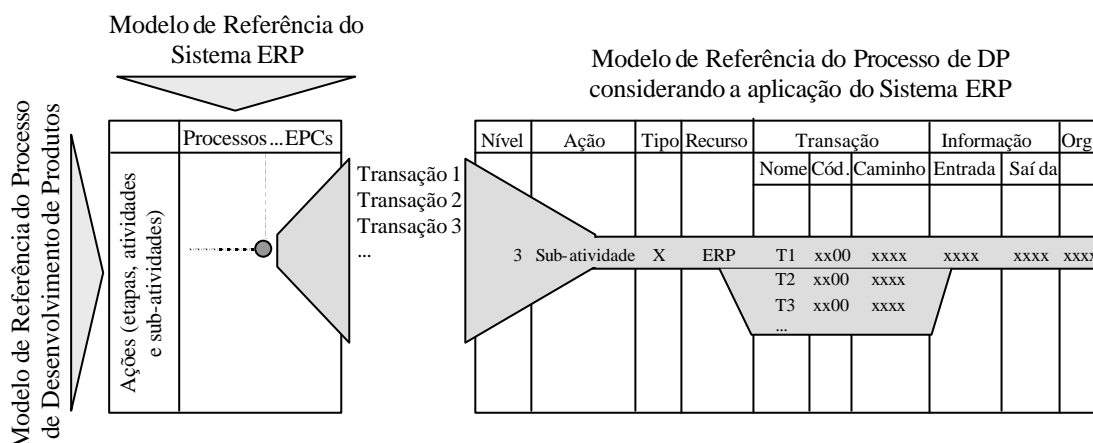 Modelo de Referência do
Sistema ERP
Modelo de Referência do Processo de DP
considerando a aplicação do Sistema ERP
Modelo de Referência do Processo
de Desenvolvimento de Produtos
Processos...EPCs
Ações (etapas, atividades
e sub-atividades)
Transação 1
Transação 2
Transação 3
...
Nível Ação Tipo Recurso Transação Informação Org
Nome Cód. Caminho Entrada Saída
3 Sub-atividade X ERP T1 xx00 xxxx xxxx xxxx xxxx
T2 xx00 xxxx
T3 xx00 xxxx
...